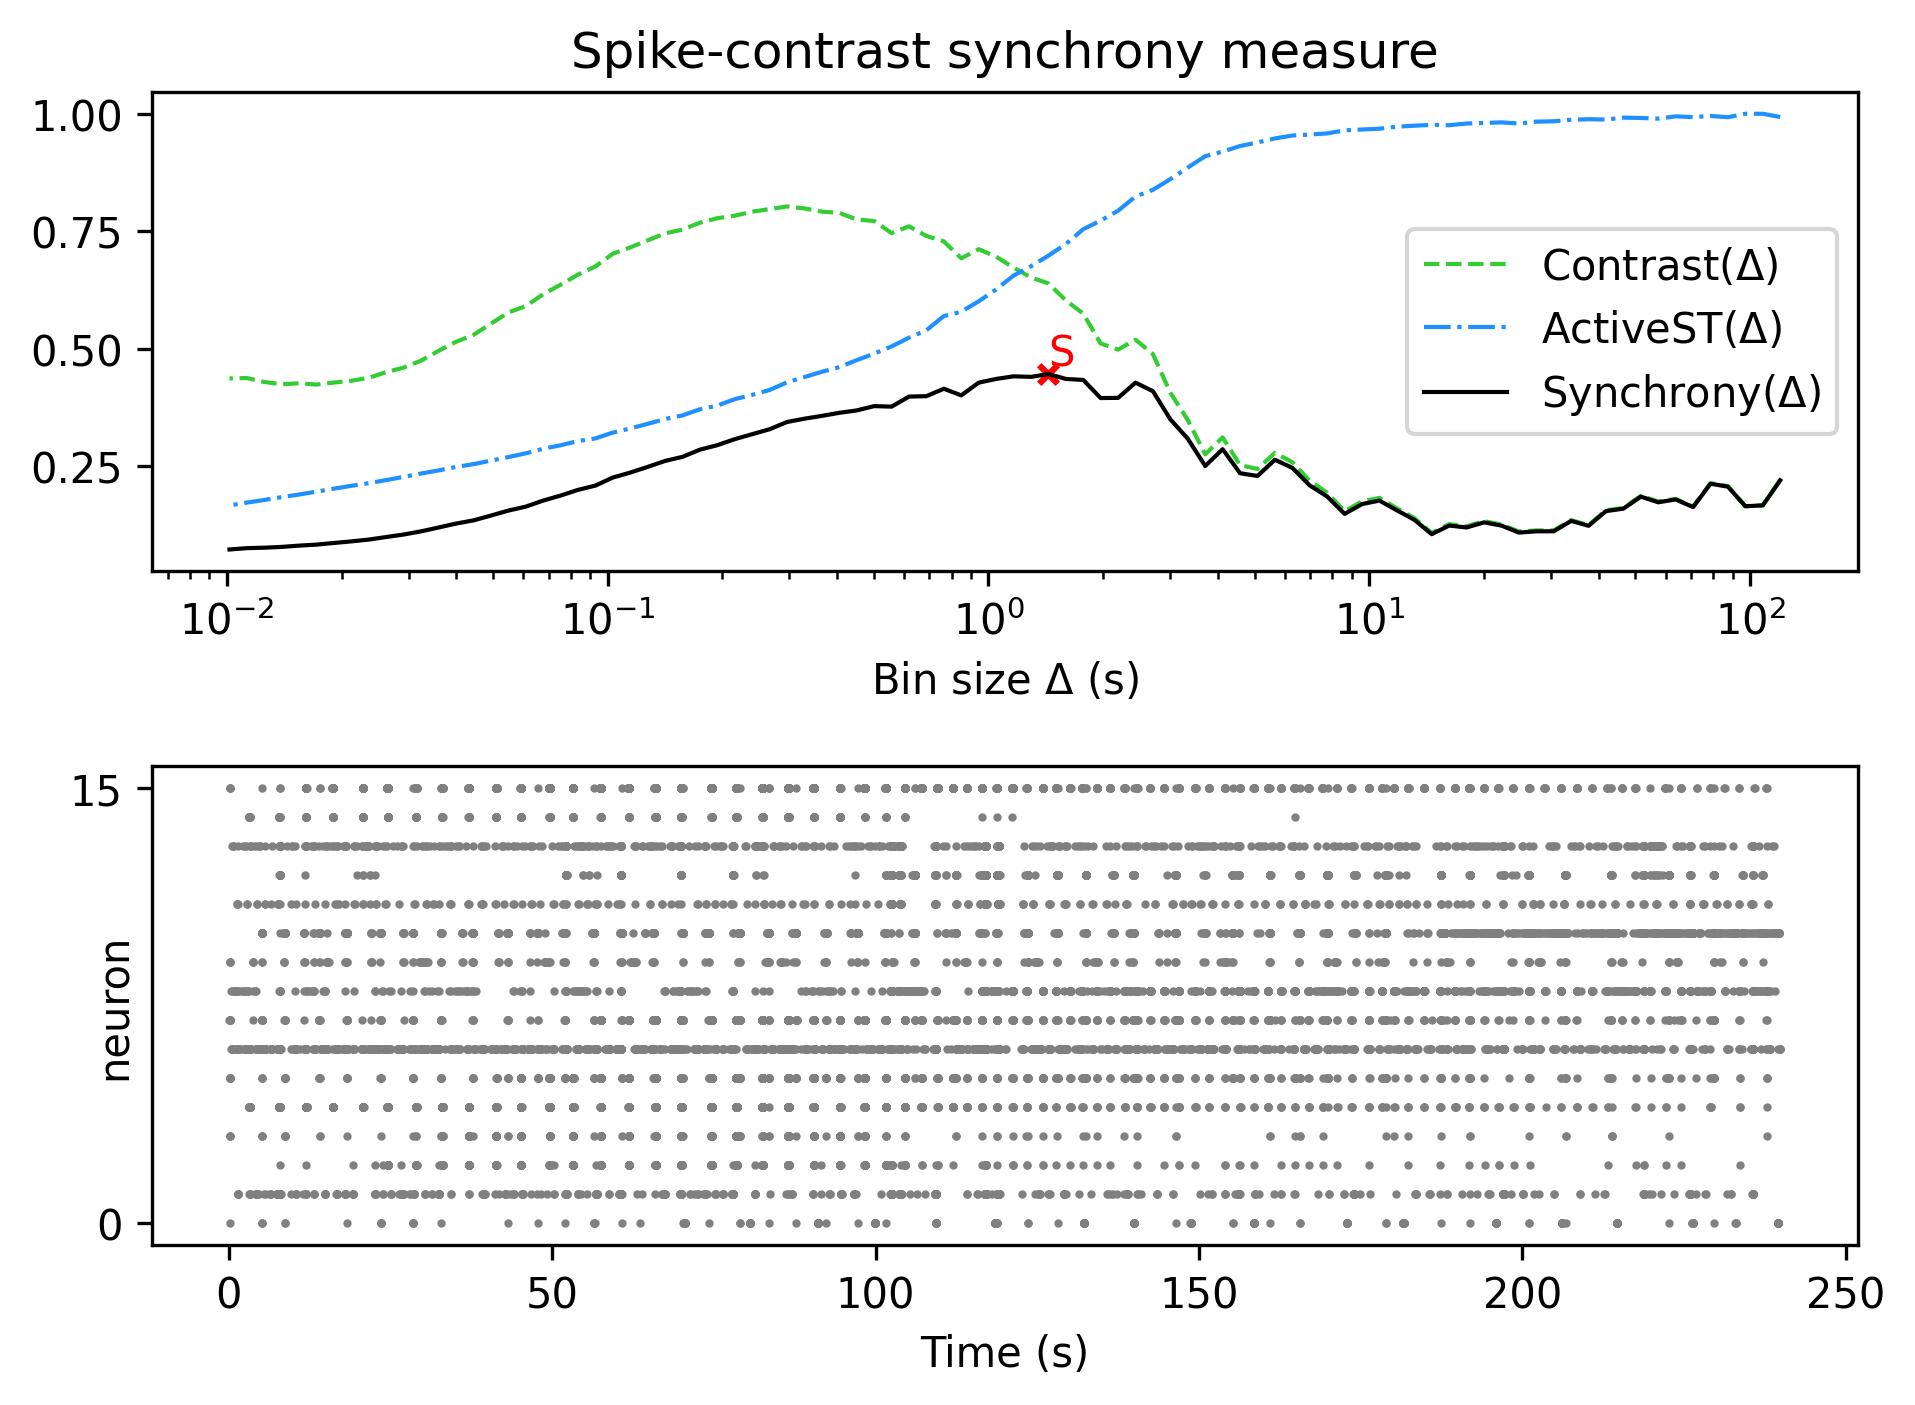 Spike-contrast synchrony measure
1.00
0.75
0.50
0.25
S
Contrast(Δ)
ActiveST(Δ)
Synchrony(Δ)
10⁻² 10⁻¹ 10⁰ 10¹ 10²
Bin size Δ (s)
15
0
neuron
0 50 100 150 200 250
Time (s)